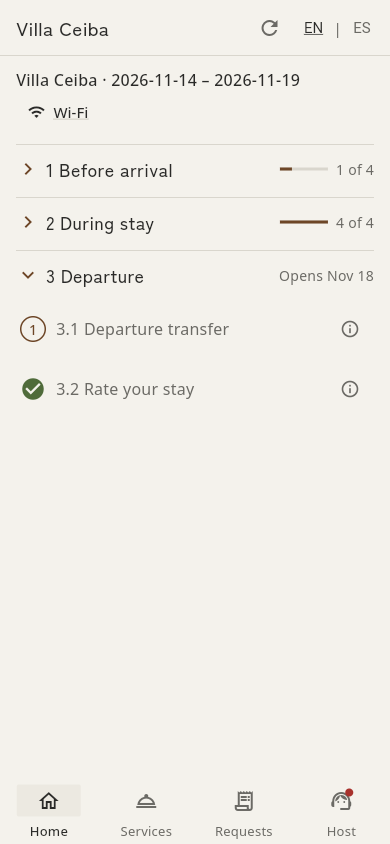 Villa Ceiba
EN | ES
Villa Ceiba · 2026-11-14 – 2026-11-19
Wi-Fi
1 Before arrival 1 of 4
2 During stay 4 of 4
3 Departure Opens Nov 18
1 3.1 Departure transfer
3.2 Rate your stay
Home Services Requests Host